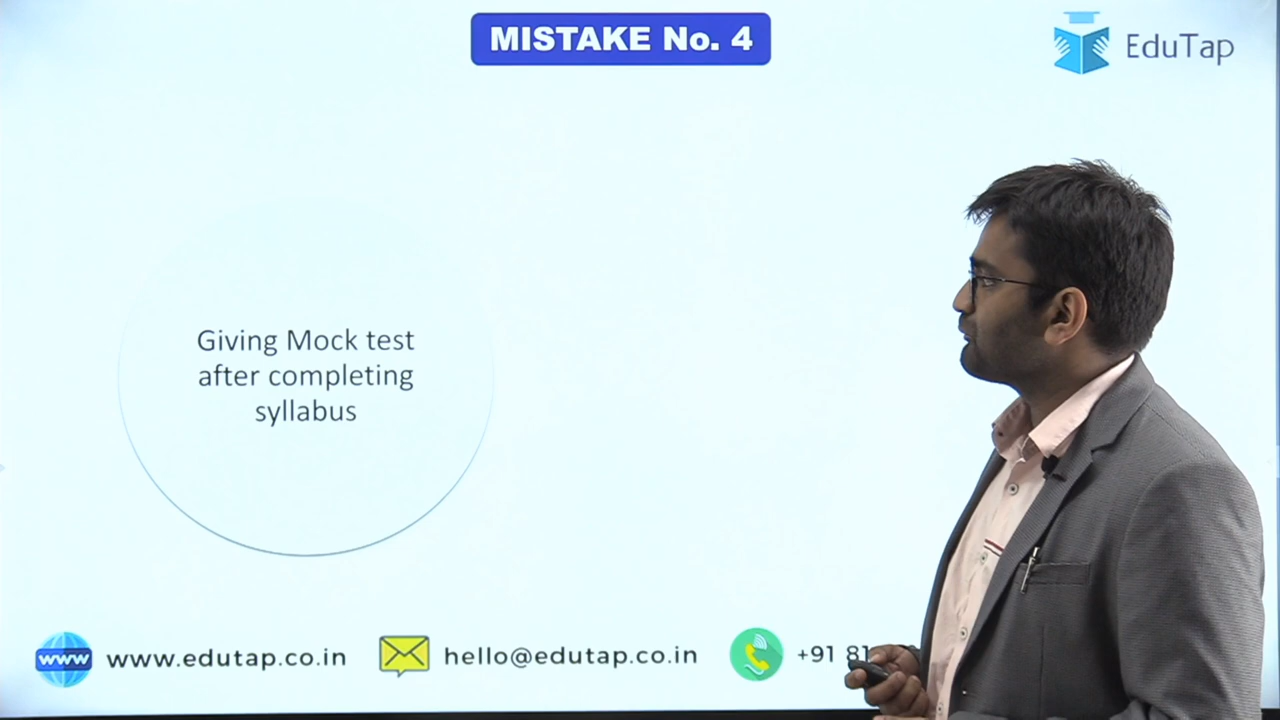 MISTAKE No. 4
EduTap
Giving Mock test
after completing
syllabus
www
www.edutap.co.in
hello@edutap.co.in
+91 81